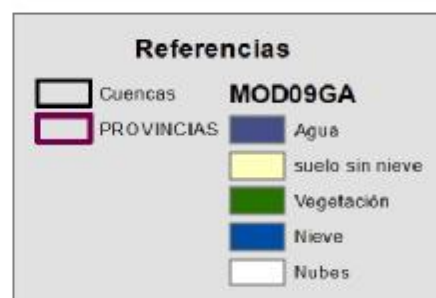 Referencias
Cuencas
PROVINCIAS
MOD09GA
Agua
suelo sin nieve
Vegetación
Nieve
Nubes